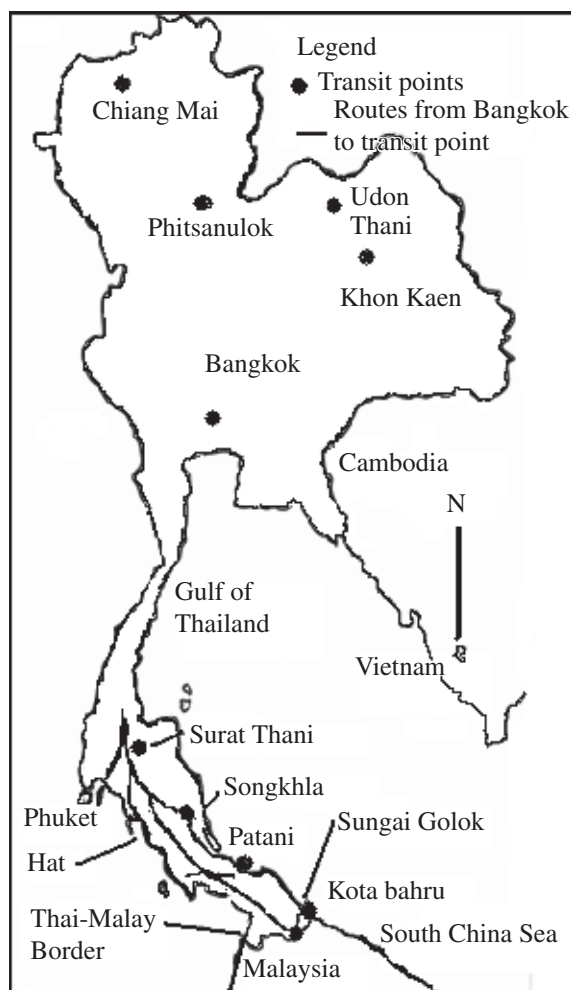 Legend
Transit points
Routes from Bangkok
to transit point
Chiang Mai
Phitsanulok
Udon
Thani
Khon Kaen
Bangkok
Cambodia
N
Gulf of
Thailand
Vietnam
Surat Thani
Songkhla
Phuket
Patani
Sungai Golok
Hat
Kota bahru
Thai-Malay
Border
South China Sea
Malaysia